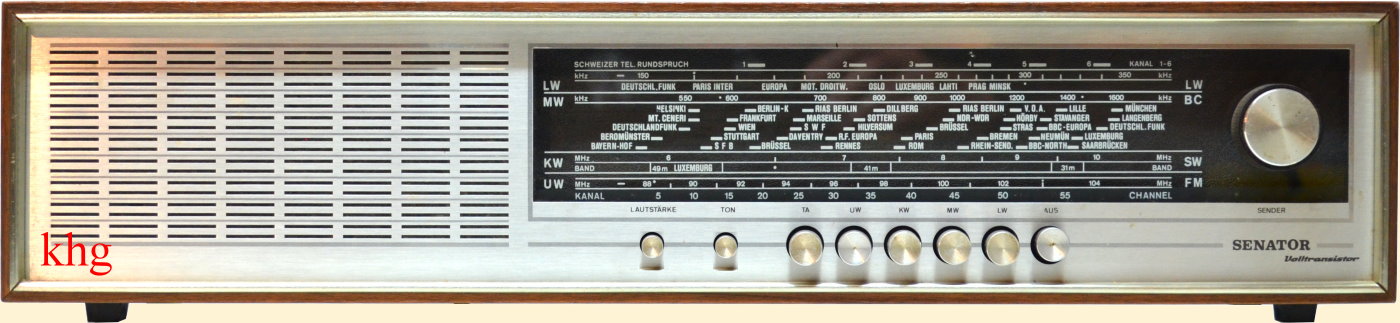 SCHWEIZER TEL. RUNDSPRUCH 1 2 3 4 5 6 KANAL 1-6
kHz 150 200 250 300 350 kHz
LW DEUTSCHL.FUNK PARIS INTER EUROPA MOT. DROITW. OSLO LUXEMBURG LAHTI PRAG MINSK LW
MW kHz 550 600 700 800 900 1000 1200 1400 1600 kHz BC
HELSINKI BERLIN-K RIAS BERLIN DILLBERG RIAS BERLIN V.O.A. LILLE MÜNCHEN
MT. CENERI FRANKFURT MARSEILLE SOTTENS NDR-WDR HÖRBY STAVANGER LANGENBERG
DEUTSCHLANDFUNK WIEN S W F HILVERSUM BRÜSSEL STRAS BBC-EUROPA DEUTSCHL.FUNK
BEROMÜNSTER STUTTGART DAVENTRY R.F. EUROPA PARIS BREMEN NEUMÜN LUXEMBURG
BAYERN-HOF S F B BRÜSSEL RENNES ROM RHEIN-SEND. BBC-NORTH SAARBRÜCKEN
KW MHz 6 7 8 9 10 MHz SW
BAND 49m LUXEMBURG 41m 31m BAND
UW MHz 88 90 92 94 96 98 100 102 104 MHz FM
KANAL 5 10 15 20 25 30 35 40 45 50 55 CHANNEL
LAUTSTÄRKE TON TA UW KW MW LW AUS SENDER
SENATOR
Volltransistor
khg